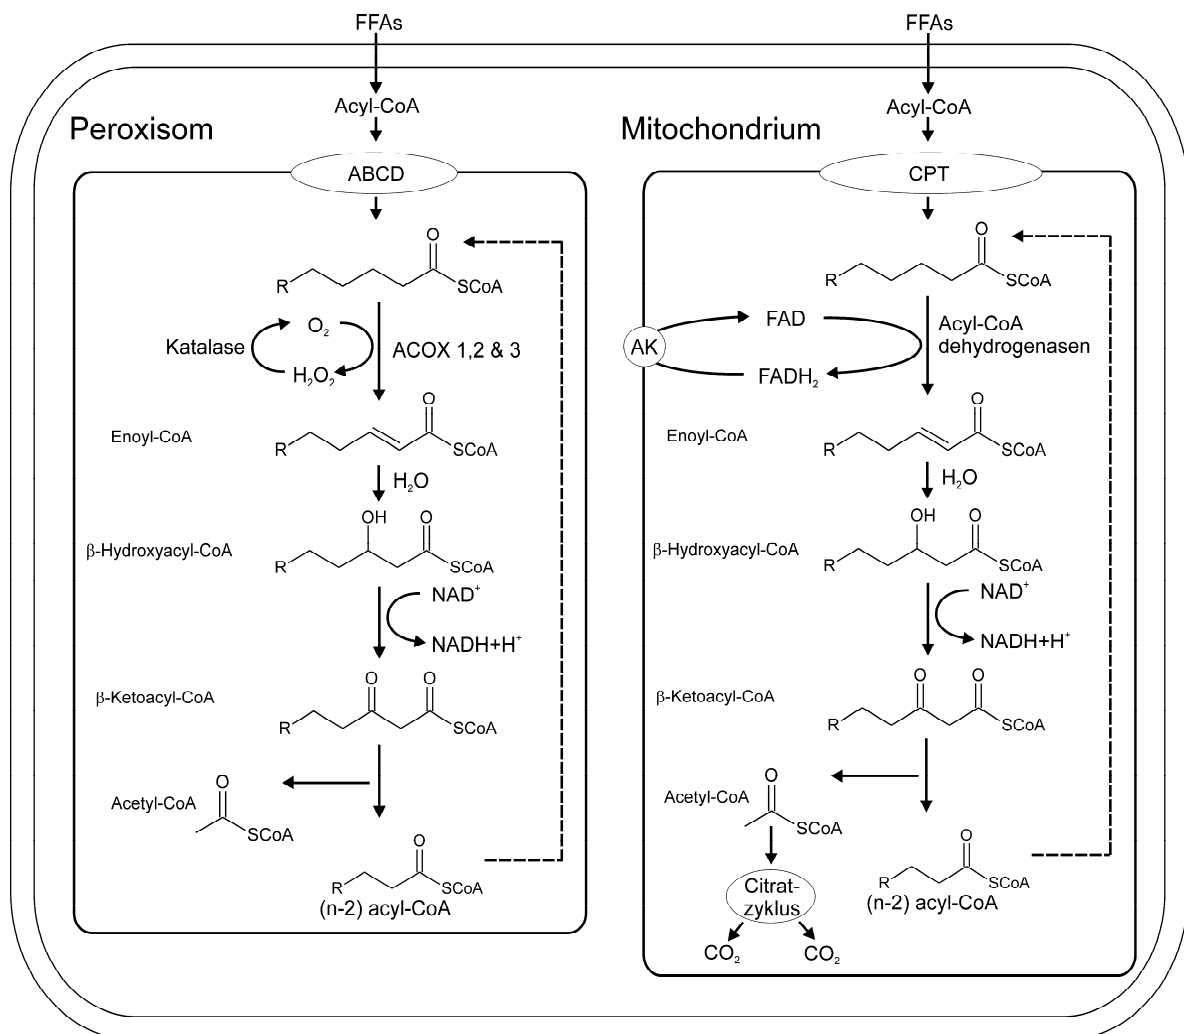 FFAs
Acyl-CoA
Peroxisom
ABCD
O
R
SCoA
O₂
Katalase
H₂O₂
ACOX 1,2 & 3
O
Enoyl-CoA
R
SCoA
H₂O
OH
O
β-Hydroxyacyl-CoA
R
SCoA
NAD⁺
NADH+H⁺
O
O
β-Ketoacyl-CoA
R
SCoA
O
Acetyl-CoA
SCoA
O
R
SCoA
(n-2) acyl-CoA
FFAs
Acyl-CoA
Mitochondrium
CPT
O
R
SCoA
AK
FAD
FADH₂
Acyl-CoA
dehydrogenasen
O
Enoyl-CoA
R
SCoA
H₂O
OH
O
β-Hydroxyacyl-CoA
R
SCoA
NAD⁺
NADH+H⁺
O
O
β-Ketoacyl-CoA
R
SCoA
O
Acetyl-CoA
SCoA
O
R
SCoA
(n-2) acyl-CoA
Citrat-
zyklus
CO₂
CO₂